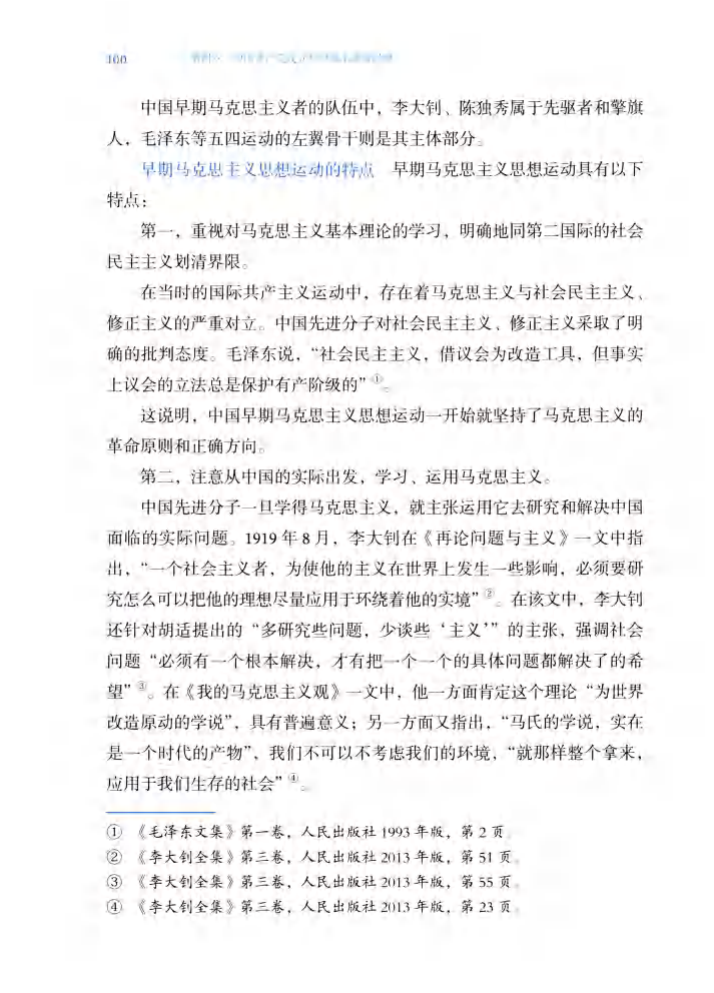 100
中国早期马克思主义者的队伍中，李大钊、陈独秀属于先驱者和擎旗
人，毛泽东等五四运动的左翼骨干则是其主体部分。
早期马克思主义思想运动的特点 早期马克思主义思想运动具有以下
特点：
第一，重视对马克思主义基本理论的学习，明确地同第二国际的社会
民主主义划清界限。
在当时的国际共产主义运动中，存在着马克思主义与社会民主主义、
修正主义的严重对立。中国先进分子对社会民主主义、修正主义采取了明
确的批判态度。毛泽东说，“社会民主主义，借议会为改造工具，但事实
上议会的立法总是保护有产阶级的”①。
这说明，中国早期马克思主义思想运动一开始就坚持了马克思主义的
革命原则和正确方向。
第二，注意从中国的实际出发，学习、运用马克思主义。
中国先进分子一旦学得马克思主义，就主张运用它去研究和解决中国
面临的实际问题。1919 年 8 月，李大钊在《再论问题与主义》一文中指
出，“一个社会主义者，为使他的主义在世界上发生一些影响，必须要研
究怎么可以把他的理想尽量应用于环绕着他的实境”②。在该文中，李大钊
还针对胡适提出的“多研究些问题，少谈些‘主义’”的主张，强调社会
问题“必须有一个根本解决，才有把一个一个的具体问题都解决了的希
望”③。在《我的马克思主义观》一文中，他一方面肯定这个理论“为世界
改造原动的学说”，具有普遍意义；另一方面又指出，“马氏的学说，实在
是一个时代的产物”，我们不可以不考虑我们的环境，“就那样整个拿来，
应用于我们生存的社会”④。
① 《毛泽东文集》第一卷，人民出版社 1993 年版，第 2 页。
② 《李大钊全集》第三卷，人民出版社 2013 年版，第 51 页。
③ 《李大钊全集》第三卷，人民出版社 2013 年版，第 55 页。
④ 《李大钊全集》第三卷，人民出版社 2013 年版，第 23 页。